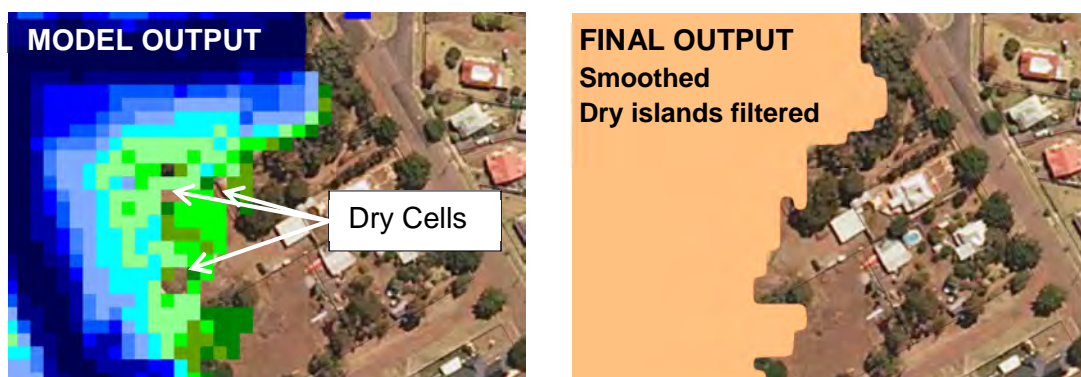 MODEL OUTPUT
Dry Cells
FINAL OUTPUT
Smoothed
Dry islands filtered